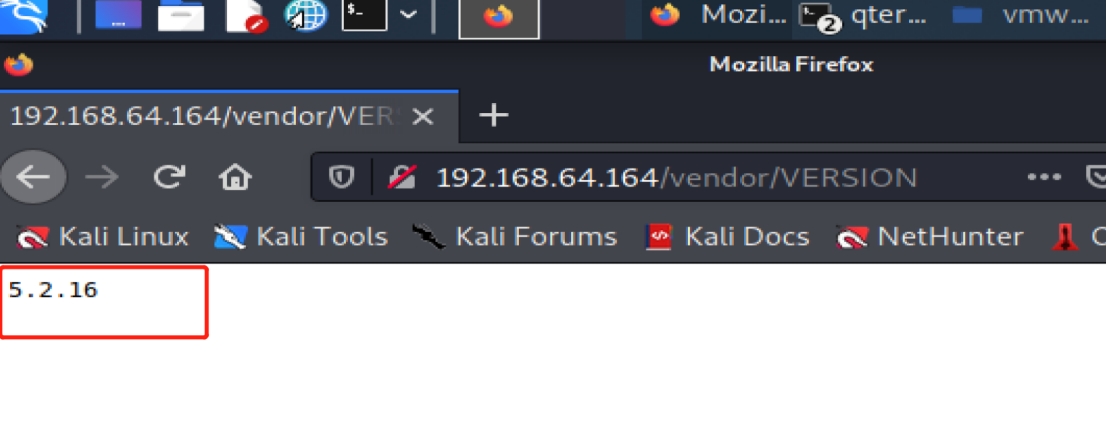 $-
Mozi... 2 qter... vmw...
Mozilla Firefox
192.168.64.164/vendor/VER
192.168.64.164/vendor/VERSION
Kali Linux Kali Tools Kali Forums Kali Docs NetHunter
5.2.16